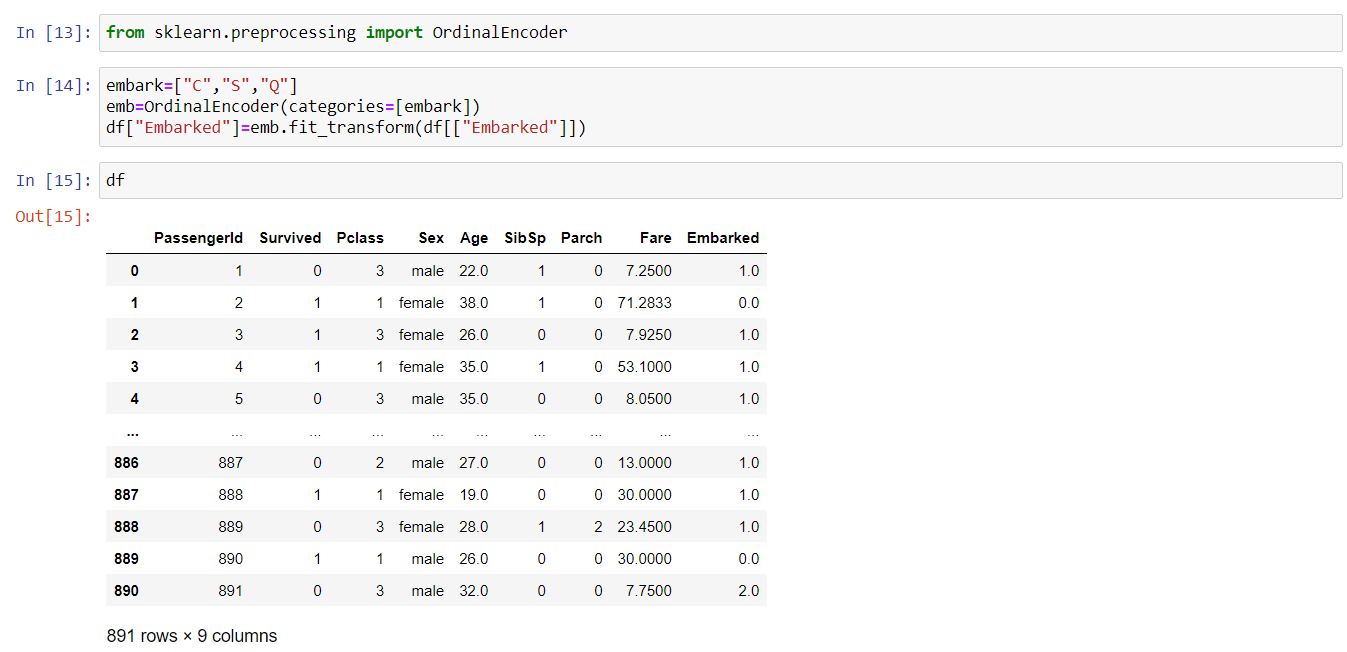 In [13]: from sklearn.preprocessing import OrdinalEncoder
In [14]: embark=["C","S","Q"]
emb=OrdinalEncoder(categories=[embark])
df["Embarked"]=emb.fit_transform(df[["Embarked"]])
In [15]: df
Out[15]:
PassengerId Survived Pclass Sex Age SibSp Parch Fare Embarked
0 1 0 3 male 22.0 1 0 7.2500 1.0
1 2 1 1 female 38.0 1 0 71.2833 0.0
2 3 1 3 female 26.0 0 0 7.9250 1.0
3 4 1 1 female 35.0 1 0 53.1000 1.0
4 5 0 3 male 35.0 0 0 8.0500 1.0
... ... ... ... ... ... ... ... ... ...
886 887 0 2 male 27.0 0 0 13.0000 1.0
887 888 1 1 female 19.0 0 0 30.0000 1.0
888 889 0 3 female 28.0 1 2 23.4500 1.0
889 890 1 1 male 26.0 0 0 30.0000 0.0
890 891 0 3 male 32.0 0 0 7.7500 2.0
891 rows × 9 columns